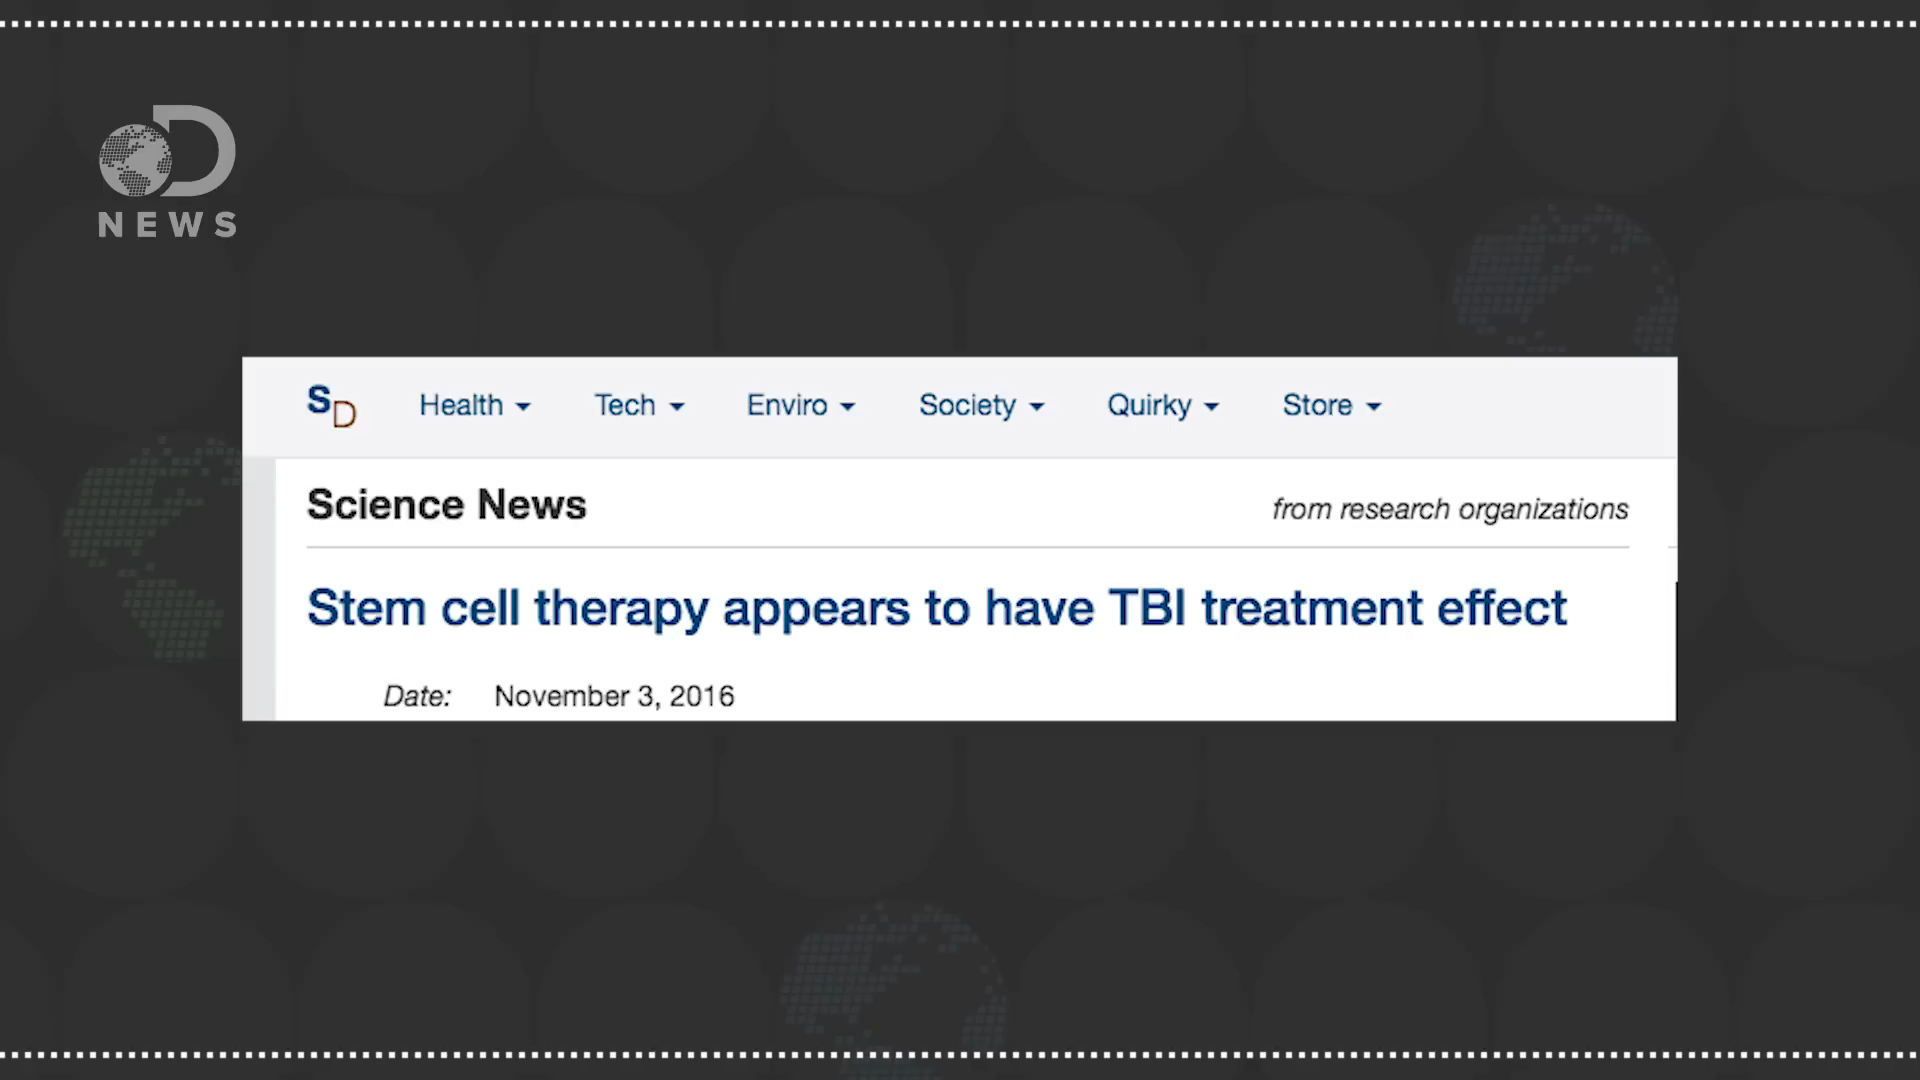 NEWS
SD Health Tech Enviro Society Quirky Store
Science News from research organizations
Stem cell therapy appears to have TBI treatment effect
Date: November 3, 2016